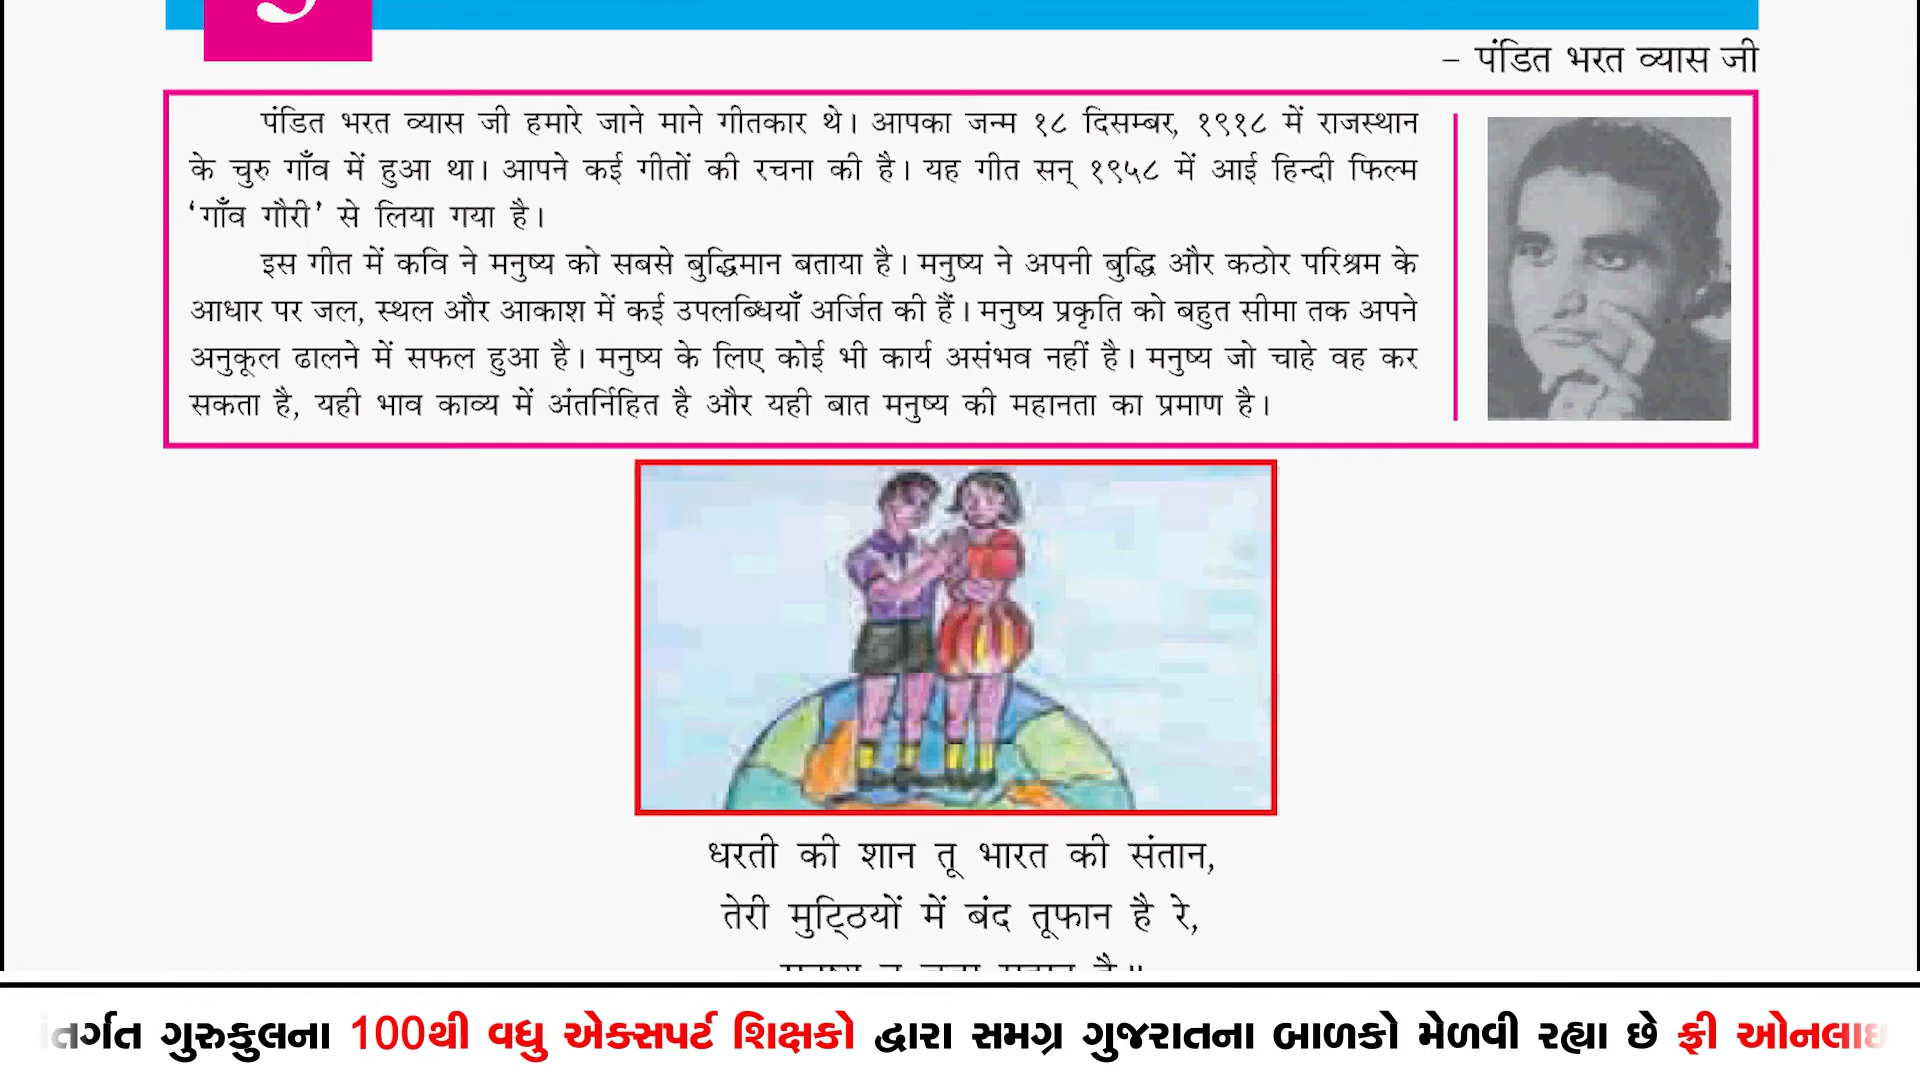 – पंडित भरत व्यास जी
पंडित भरत व्यास जी हमारे जाने माने गीतकार थे। आपका जन्म १८ दिसम्बर, १९१८ में राजस्थान
के चुरु गाँव में हुआ था। आपने कई गीतों की रचना की है। यह गीत सन् १९५८ में आई हिन्दी फिल्म
‘गाँव गौरी’ से लिया गया है।
इस गीत में कवि ने मनुष्य को सबसे बुद्धिमान बताया है। मनुष्य ने अपनी बुद्धि और कठोर परिश्रम के
आधार पर जल, स्थल और आकाश में कई उपलब्धियाँ अर्जित की हैं। मनुष्य प्रकृति को बहुत सीमा तक अपने
अनुकूल ढालने में सफल हुआ है। मनुष्य के लिए कोई भी कार्य असंभव नहीं है। मनुष्य जो चाहे वह कर
सकता है, यही भाव काव्य में अंतर्निहित है और यही बात मनुष्य की महानता का प्रमाण है।
धरती की शान तू भारत की संतान,
तेरी मुट्ठियों में बंद तूफान है रे,
ગુરુકુલના 100થી વધુ એક્સપર્ટ શિક્ષકો દ્વારા સમગ્ર ગુજરાતના બાળકો મેળવી રહ્યા છે ફ્રી